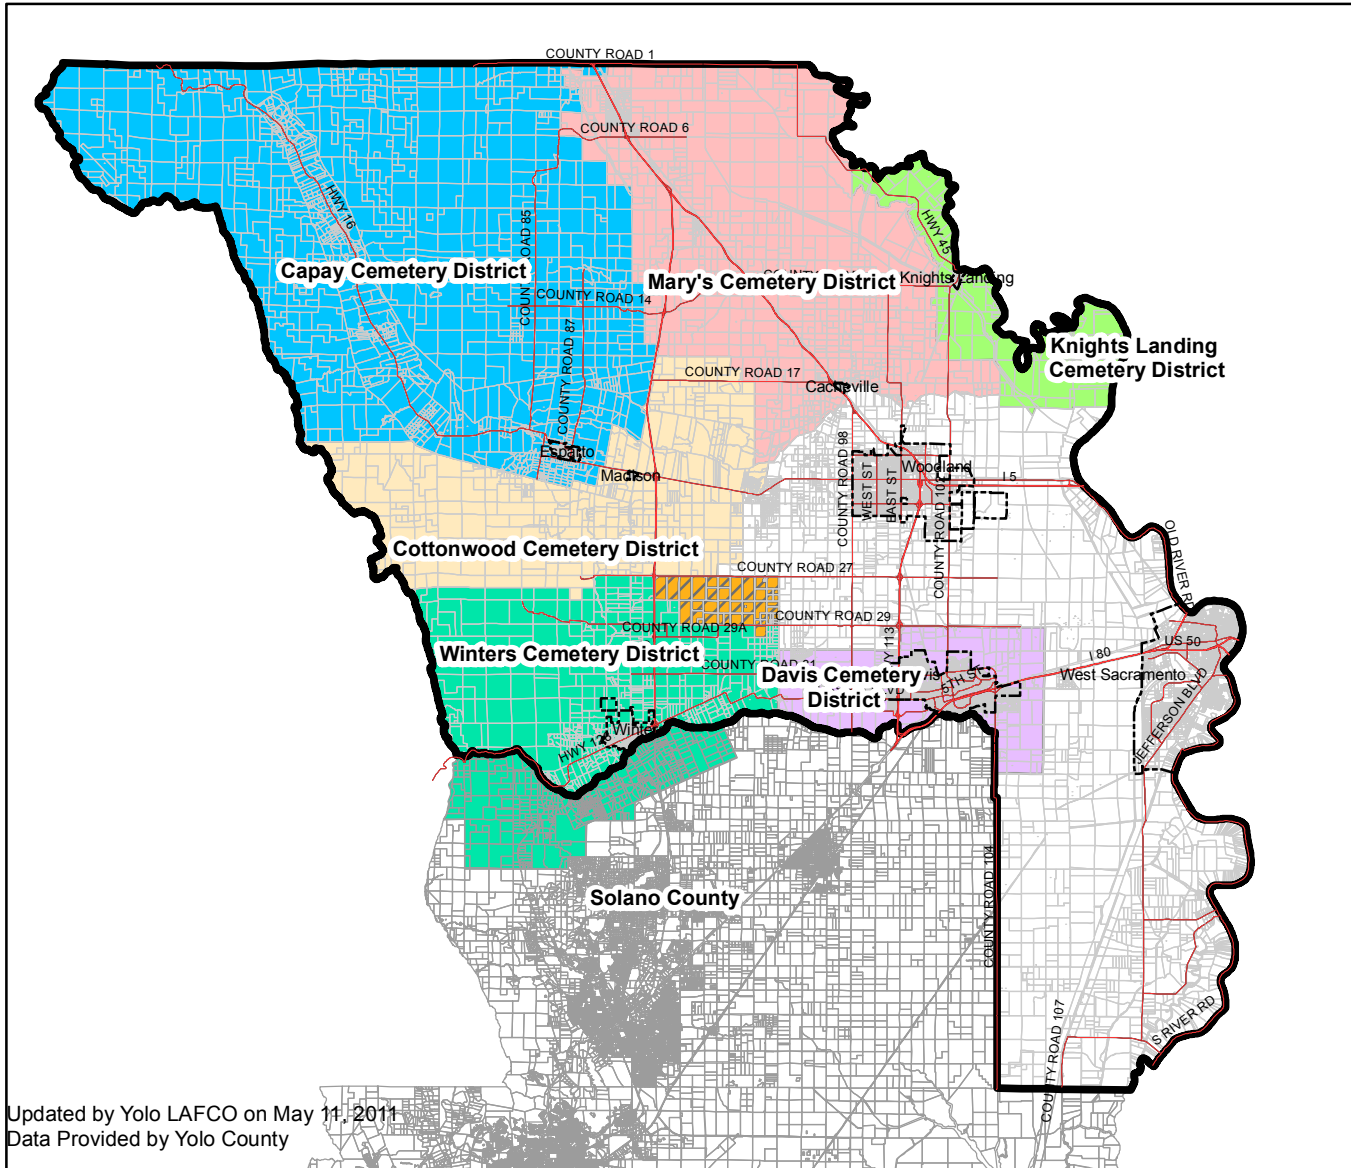 COUNTY ROAD 1
COUNTY ROAD 6
HWY 16
COUNTY ROAD 85
HWY 45
Capay Cemetery District
Mary's Cemetery District
Knights Landing
COUNTY ROAD 14
COUNTY ROAD 87
Knights Landing
Cemetery District
COUNTY ROAD 17
Cacheville
COUNTY ROAD 98
WEST ST
EAST ST
Esparto
Madison
Woodland
I 5
COUNTY ROAD 102
OLD RIVER RD
Cottonwood Cemetery District
COUNTY ROAD 27
COUNTY ROAD 29
COUNTY ROAD 29A
Winters Cemetery District
113
US 50
I 80
West Sacramento
Davis Cemetery
District
5TH ST
JEFFERSON BLVD
Winters
HWY 128
Solano County
COUNTY ROAD 104
COUNTY ROAD 107
S RIVER RD
Updated by Yolo LAFCO on May 11, 2011
Data Provided by Yolo County